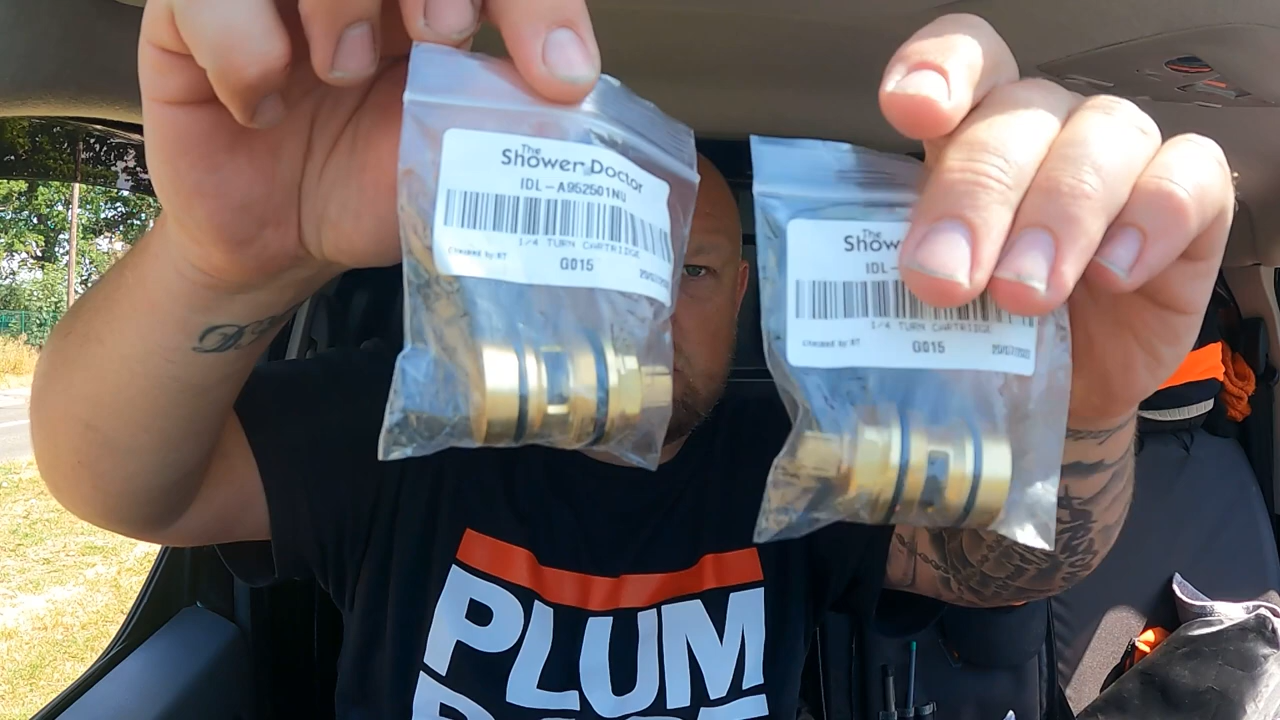 The
Shower Doctor
IDL-A952501NU
1/4 TURN CARTRIDGE
Checked by: RT
G015
The
Show
IDL-
1/4 TURN CARTRIDGE
Checked by: RT
G015
PLUM